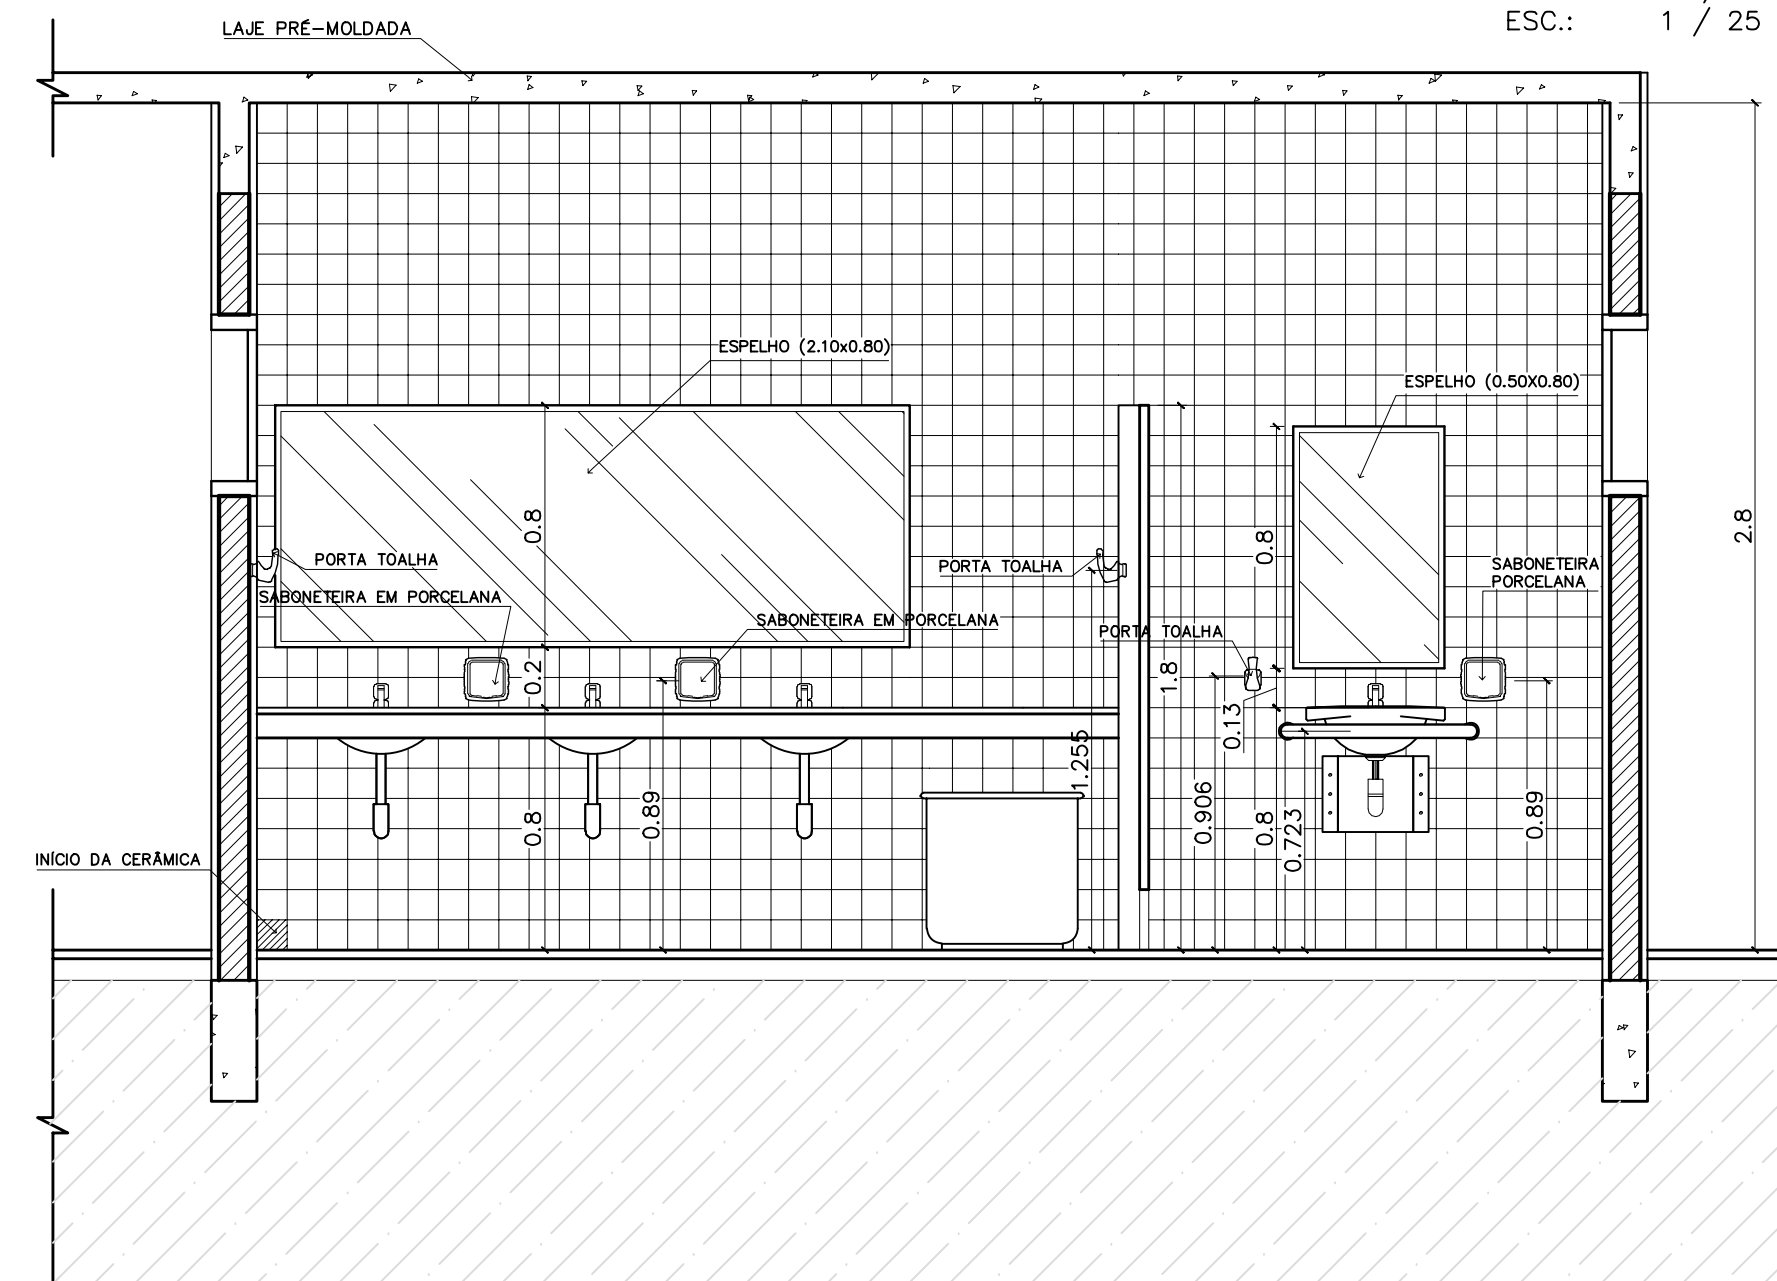 ESC.: 1 / 25
LAJE PRÉ-MOLDADA
ESPELHO (2.10x0.80)
ESPELHO (0.50X0.80)
0.8
0.8
2.8
PORTA TOALHA
PORTA TOALHA
SABONETEIRA
PORCELANA
SABONETEIRA EM PORCELANA
SABONETEIRA EM PORCELANA
PORTA TOALHA
0.2
1.8
0.13
1.255
0.8
0.89
0.906
0.8
0.723
0.89
INÍCIO DA CERÂMICA